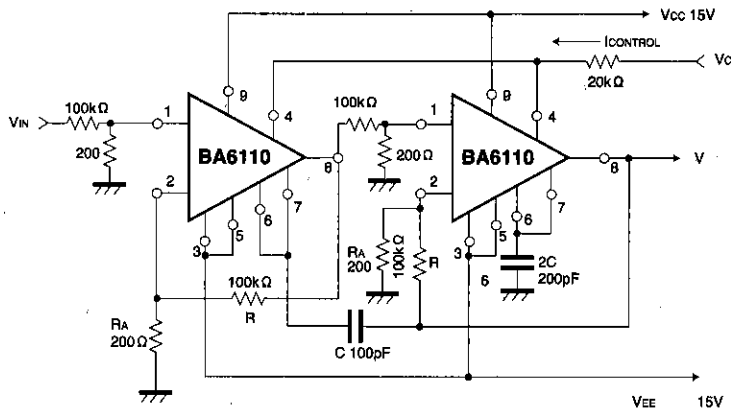 VCC 15V
ICONTROL
VC
20kΩ
9
4
9
4
VIN
100kΩ
1
200
BA6110
8
100kΩ
1
200Ω
BA6110
8
V
2
7
6
5
3
2
7
6
5
3
RA
200
100kΩ
R
6
2C
200pF
100kΩ
R
RA
200Ω
C 100pF
VEE 15V